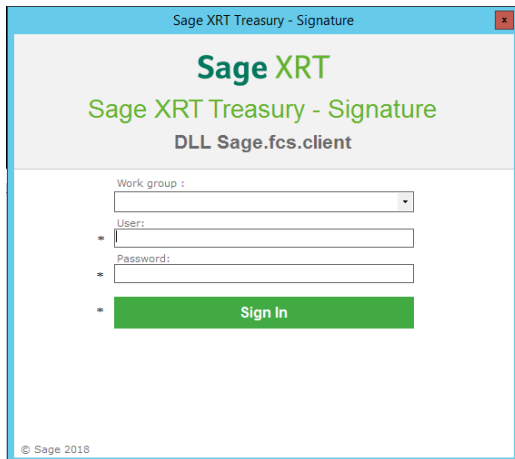 Sage XRT Treasury - Signature
x
Sage XRT
Sage XRT Treasury - Signature
DLL Sage.fcs.client
Work group :
User:
*
Password:
*
* Sign In
© Sage 2018